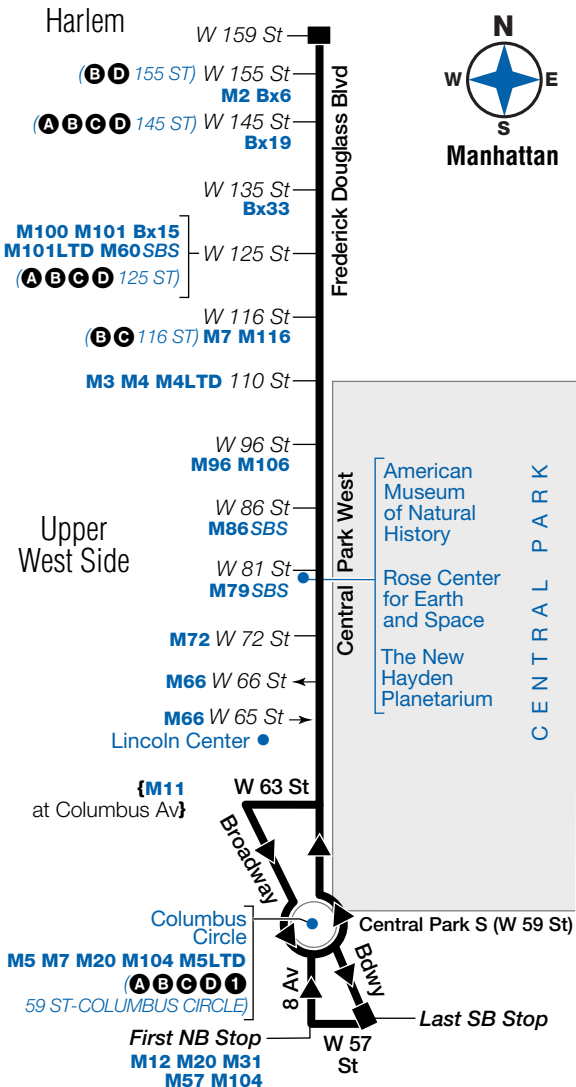 Harlem
N
W E
S
Manhattan
W 159 St
(B D 155 ST) W 155 St
M2 Bx6
(A B C D 145 ST) W 145 St
Bx19
W 135 St
Bx33
M100 M101 Bx15
M101LTD M60SBS
(A B C D 125 ST)
W 125 St
Frederick Douglass Blvd
W 116 St
(B C 116 ST) M7 M116
M3 M4 M4LTD 110 St
W 96 St
M96 M106
W 86 St
M86SBS
Upper
West Side
W 81 St
M79SBS
Central Park West
American
Museum
of Natural
History
Rose Center
for Earth
and Space
The New
Hayden
Planetarium
CENTRAL PARK
M72 W 72 St
M66 W 66 St
M66 W 65 St
Lincoln Center
{M11
at Columbus Av}
W 63 St
Broadway
Columbus
Circle
M5 M7 M20 M104 M5LTD
(A B C D 1
59 ST-COLUMBUS CIRCLE)
Central Park S (W 59 St)
8 Av
Bdwy
First NB Stop
M12 M20 M31
M57 M104
W 57
St
Last SB Stop